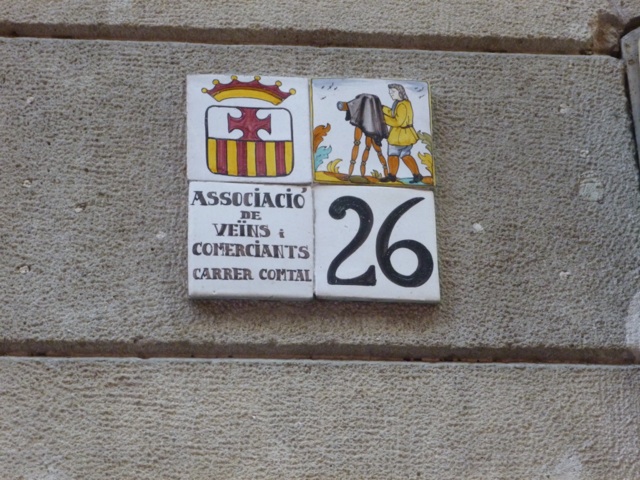 ASSOCIACIÓ
DE
VEÏNS i
COMERCIANTS
CARRER COMTAL
26